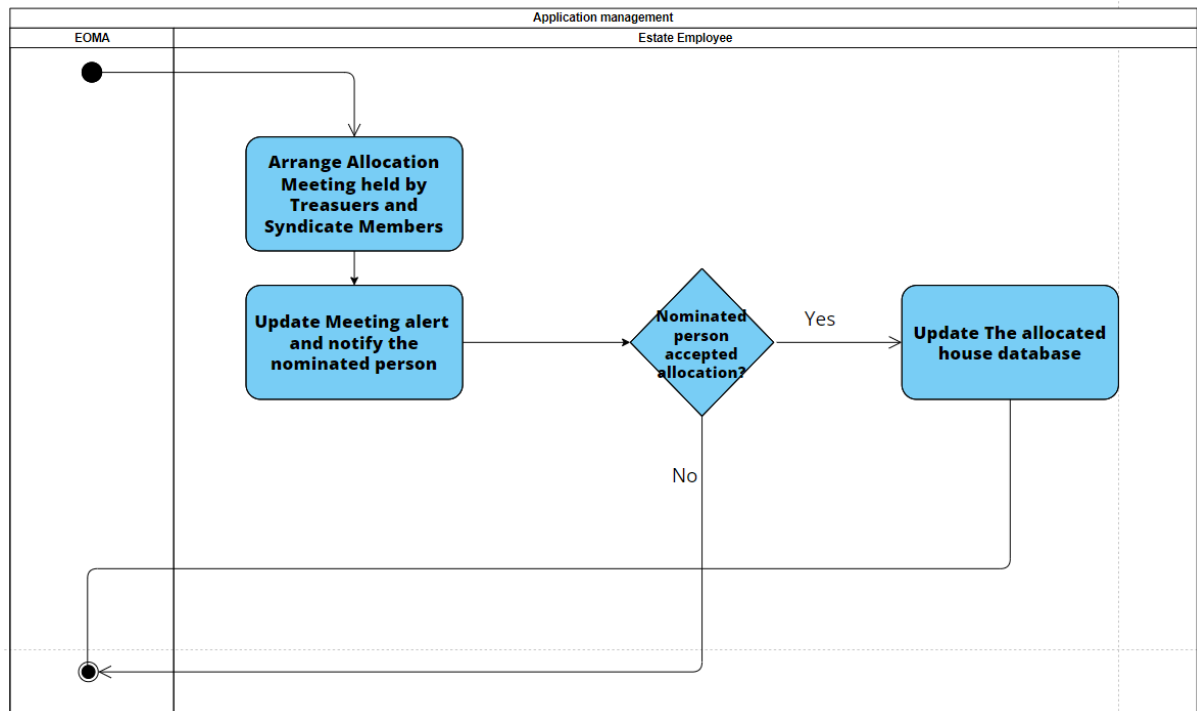 Application management
EOMA
Estate Employee
Arrange Allocation
Meeting held by
Treasuers and
Syndicate Members
Update Meeting alert
and notify the
nominated person
Nominated
person
accepted
allocation?
Yes
Update The allocated
house database
No